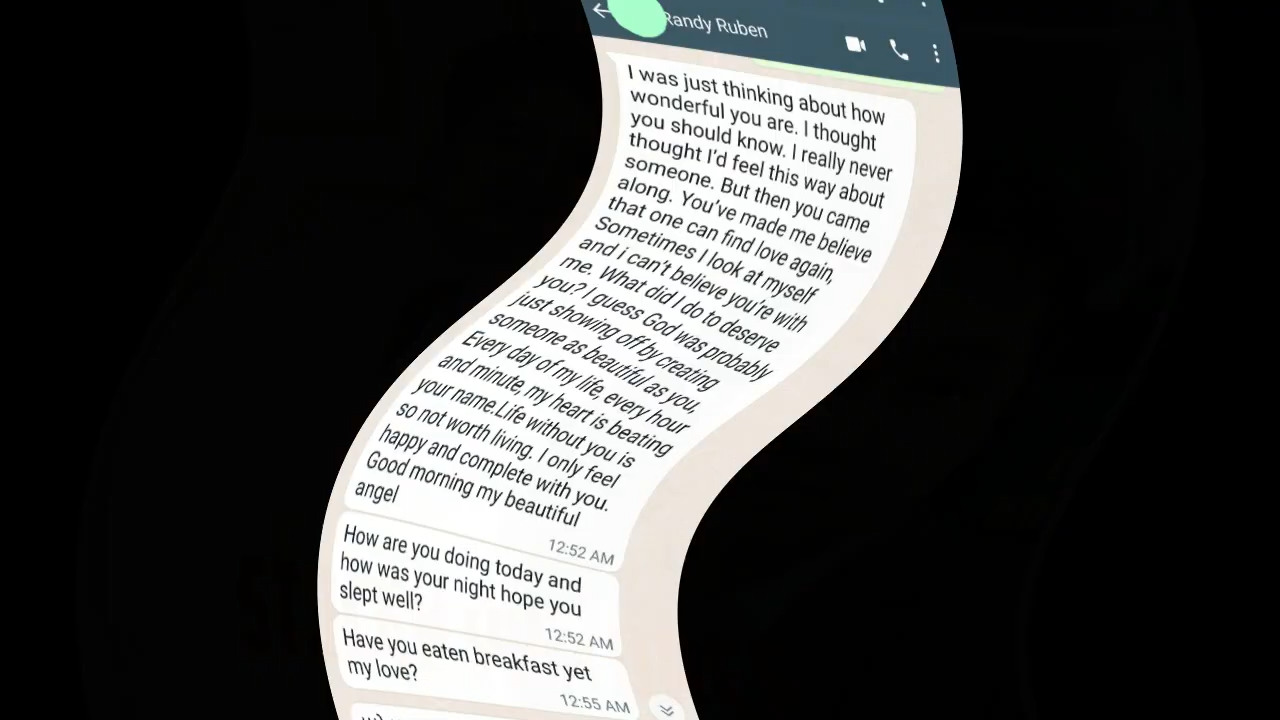 Randy Ruben
I was just thinking about how
wonderful you are. I thought
you should know. I really never
thought I'd feel this way about
someone. But then you came
along. You've made me believe
that one can find love again,
Sometimes I look at myself
and i can't believe you're with
me. What did I do to deserve
you? I guess God was probably
just showing off by creating
someone as beautiful as you,
Every day of my life, every hour
and minute, my heart is beating
your name.Life without you is
so not worth living. I only feel
happy and complete with you.
Good morning my beautiful
angel
12:52 AM
How are you doing today and
how was your night hope you
slept well?
12:52 AM
Have you eaten breakfast yet
my love?
12:55 AM